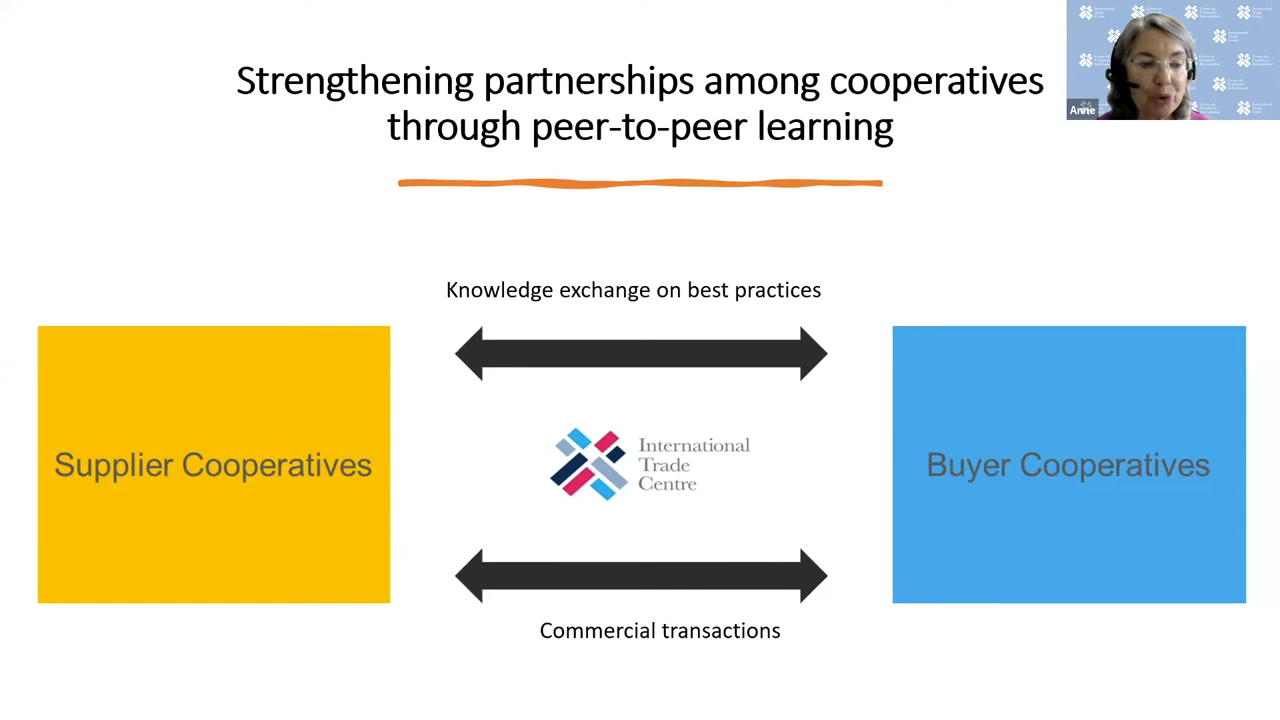 Strengthening partnerships among cooperatives
through peer-to-peer learning
Anne
Knowledge exchange on best practices
Supplier Cooperatives
International
Trade
Centre
Buyer Cooperatives
Commercial transactions